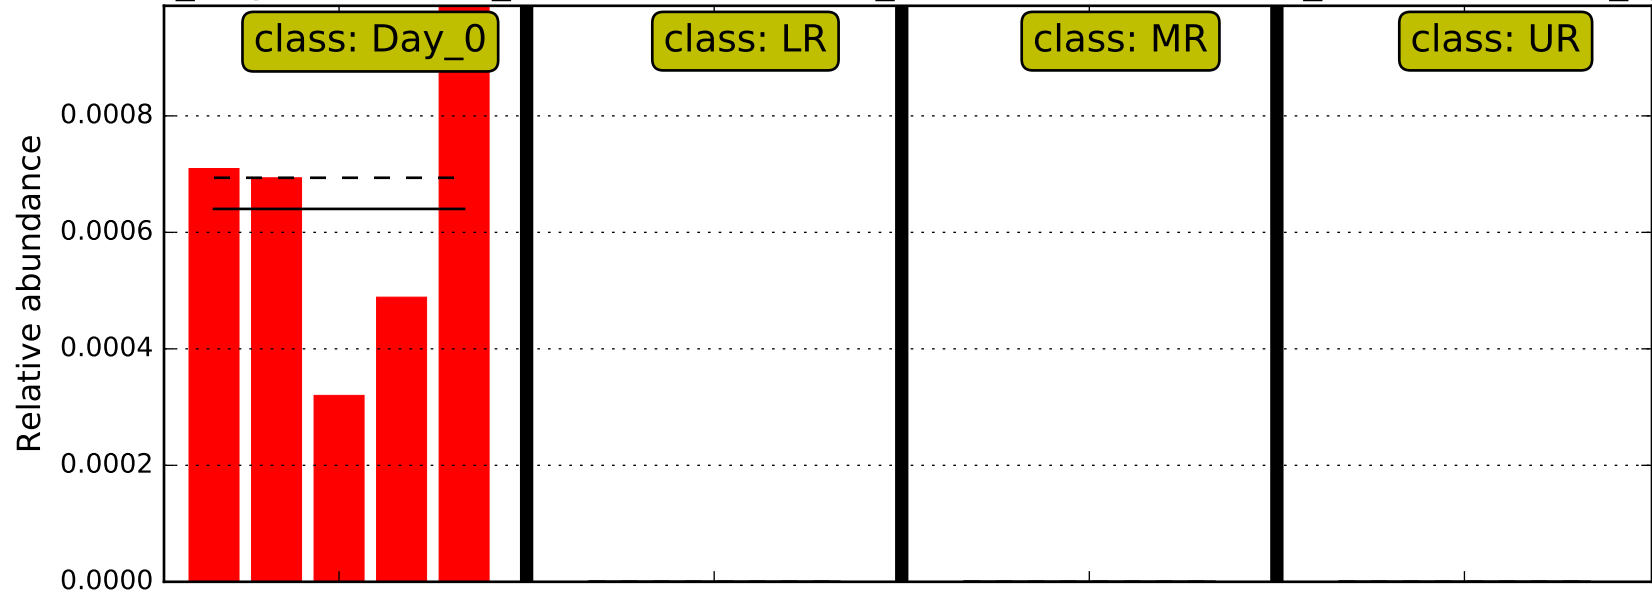 class: Day_0
class: LR
class: MR
class: UR
Relative abundance
0.0008
0.0006
0.0004
0.0002
0.0000